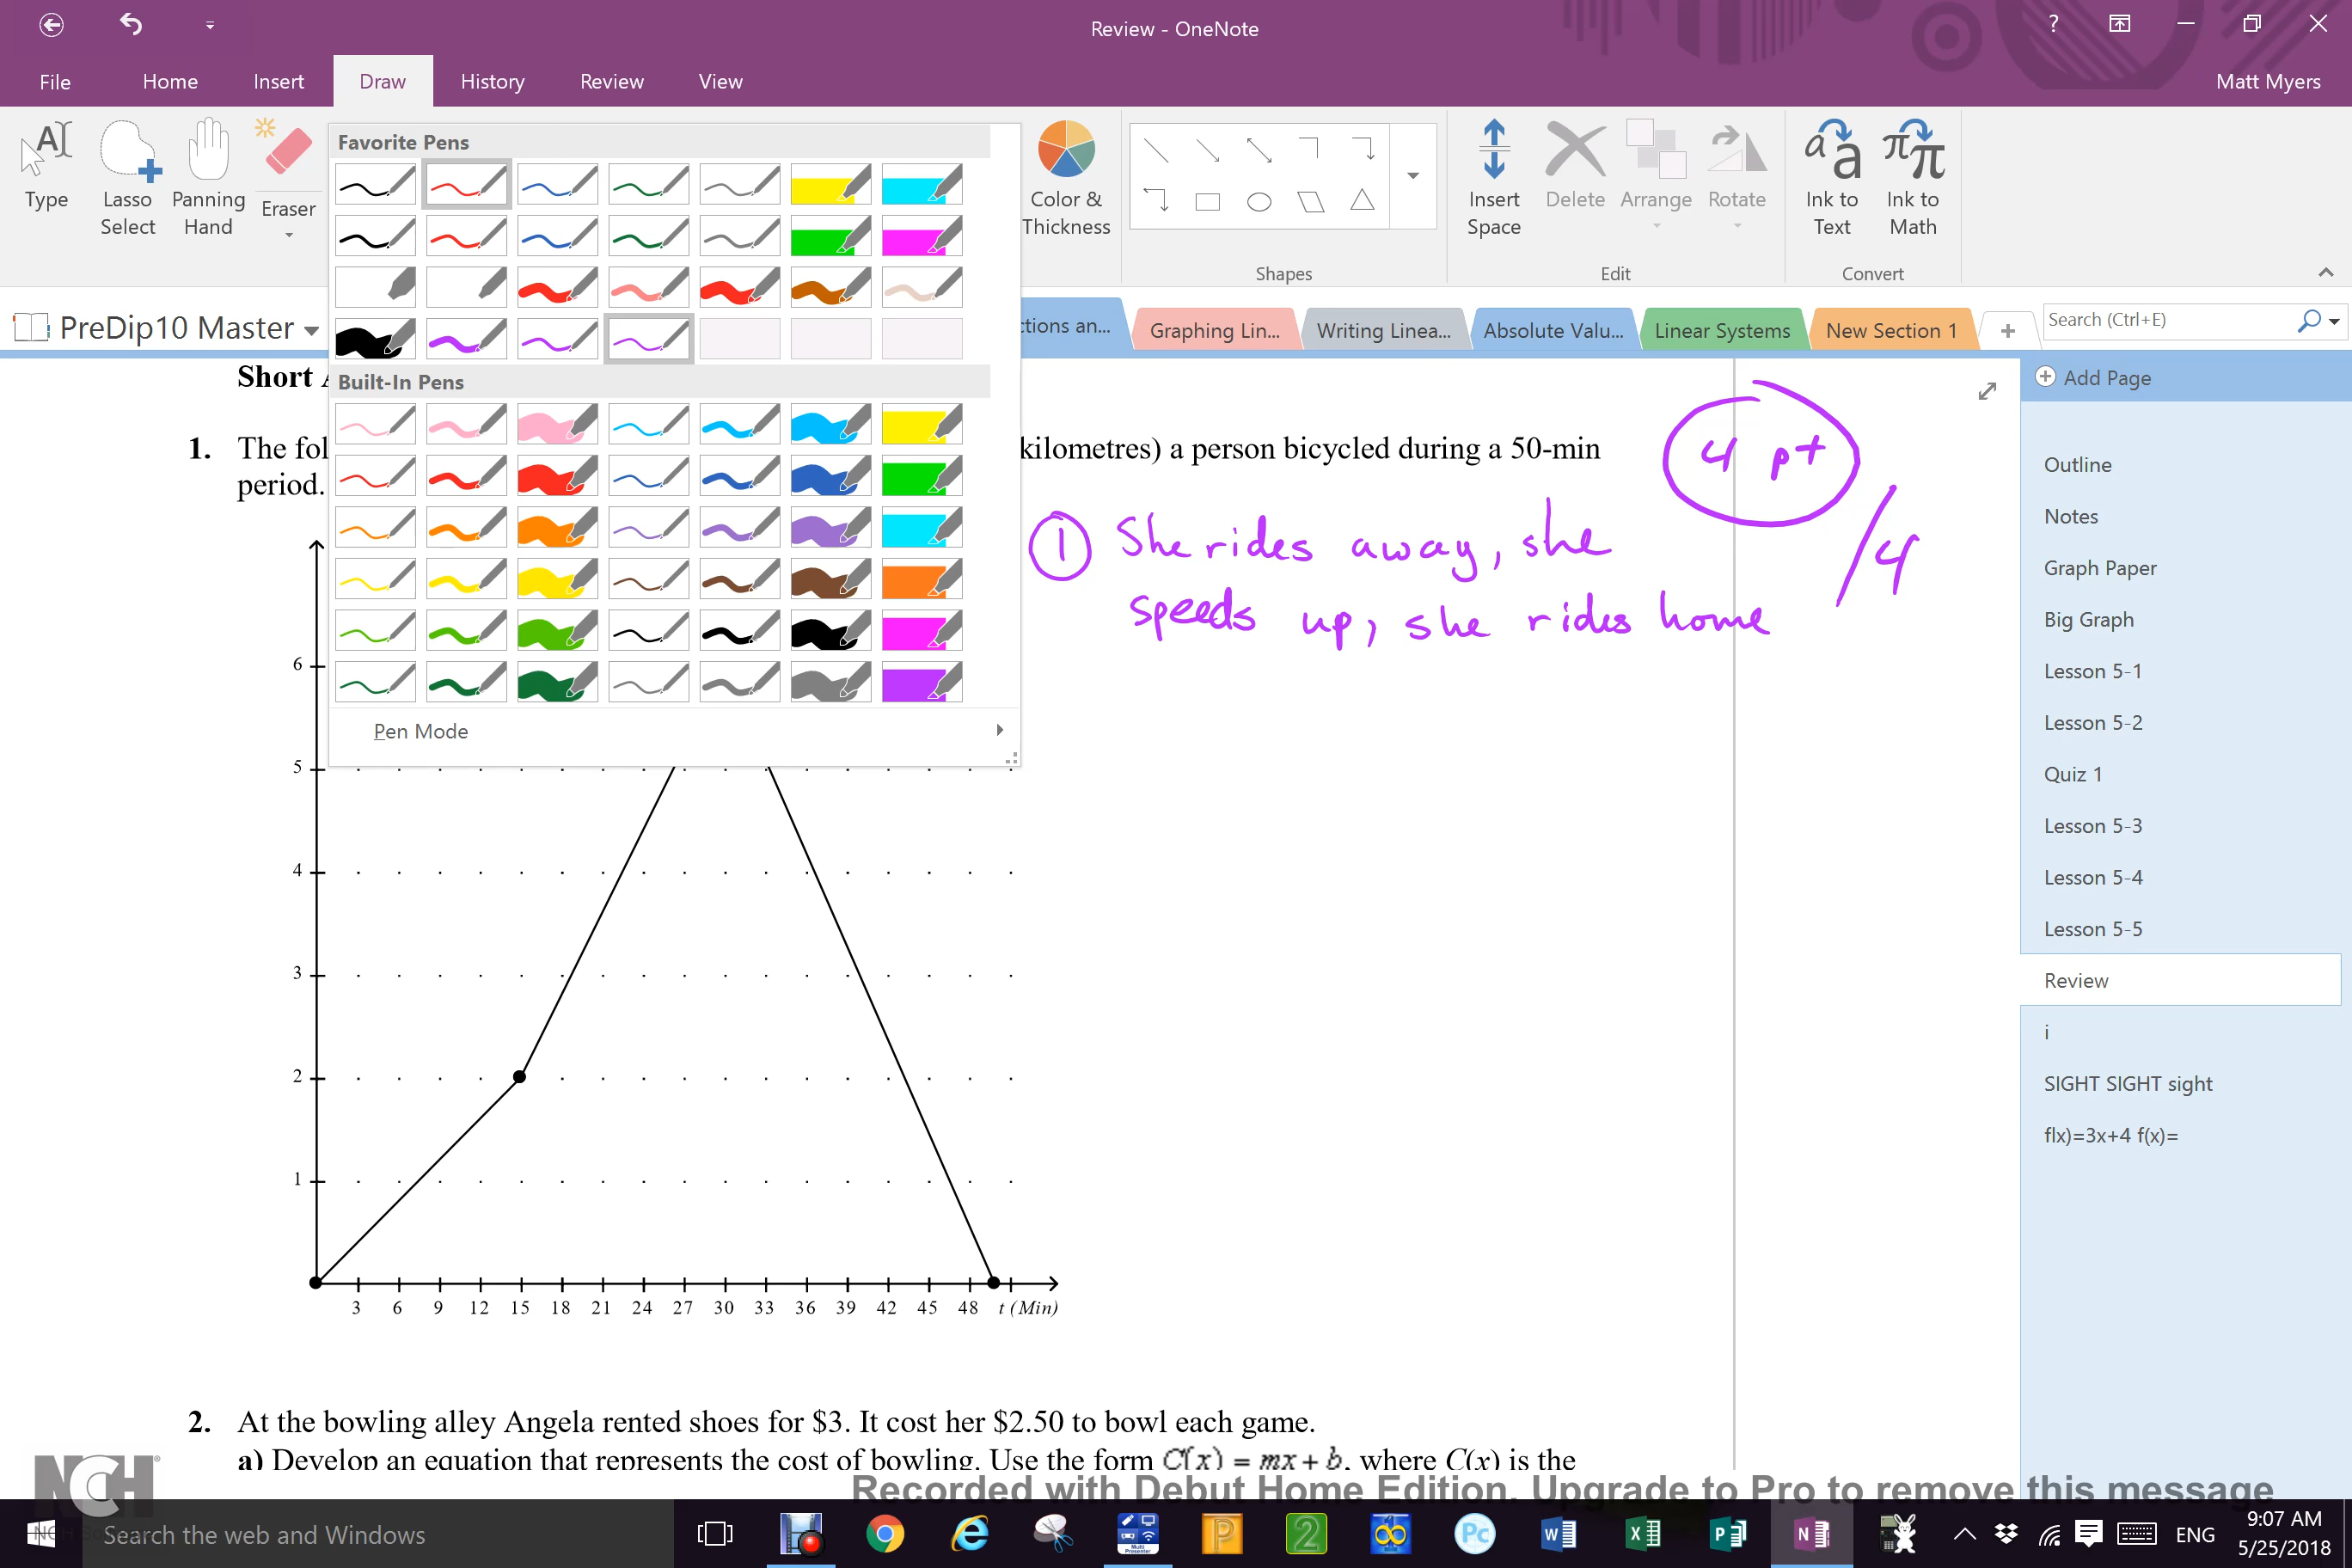 Review - OneNote
?
File
Home
Insert
Draw
History
Review
View
Matt Myers
Type
Lasso Select
Panning Hand
Eraser
Favorite Pens
Built-In Pens
Pen Mode
Color & Thickness
Shapes
Insert Space
Delete
Arrange
Rotate
Edit
Ink to Text
Ink to Math
Convert
PreDip10 Master
ctions an...
Graphing Lin...
Writing Linea...
Absolute Valu...
Linear Systems
New Section 1
Search (Ctrl+E)
Add Page
Outline
Notes
Graph Paper
Big Graph
Lesson 5-1
Lesson 5-2
Quiz 1
Lesson 5-3
Lesson 5-4
Lesson 5-5
Review
i
SIGHT SIGHT sight
flx)=3x+4 f(x)=
Short
1. The fol kilometres) a person bicycled during a 50-min
period.
4 pt
/4
① She rides away, she
speeds up, she rides home
6
5
4
3
2
1
3 6 9 12 15 18 21 24 27 30 33 36 39 42 45 48 t (Min)
2. At the bowling alley Angela rented shoes for $3. It cost her $2.50 to bowl each game.
a) Develop an equation that represents the cost of bowling. Use the form C(x) = mx + b, where C(x) is the
NCH
Recorded with Debut Home Edition. Upgrade to Pro to remove this message
Search the web and Windows
ENG
9:07 AM
5/25/2018